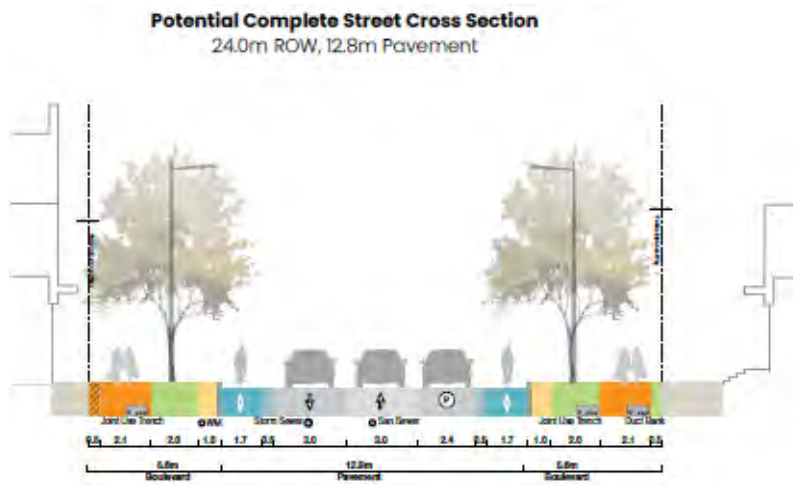 Potential Complete Street Cross Section
24.0m ROW, 12.8m Pavement
P
Joint Use Trench
WM
Storm Sewer
San Sewer
Joint Use Trench
Duct Bank
0.5 2.1 2.0 1.0 1.7 0.5 3.0 3.0 2.4 0.5 1.7 1.0 2.0 2.1 0.5
5.6m 12.8m 5.6m
Boulevard Pavement Boulevard